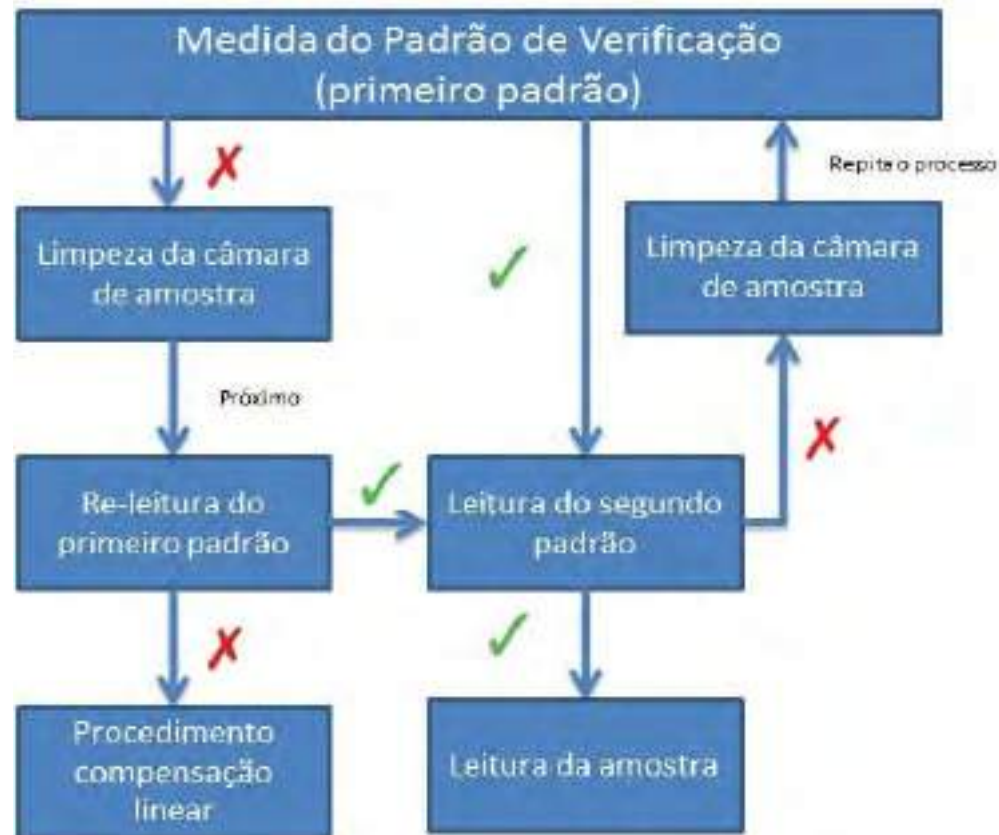 Medida do Padrão de Verificação
(primeiro padrão)
Repita o processo
Limpeza da câmara
de amostra
Limpeza da câmara
de amostra
Próximo
Re-leitura do
primeiro padrão
Leitura do segundo
padrão
Procedimento
compensação
linear
Leitura da amostra